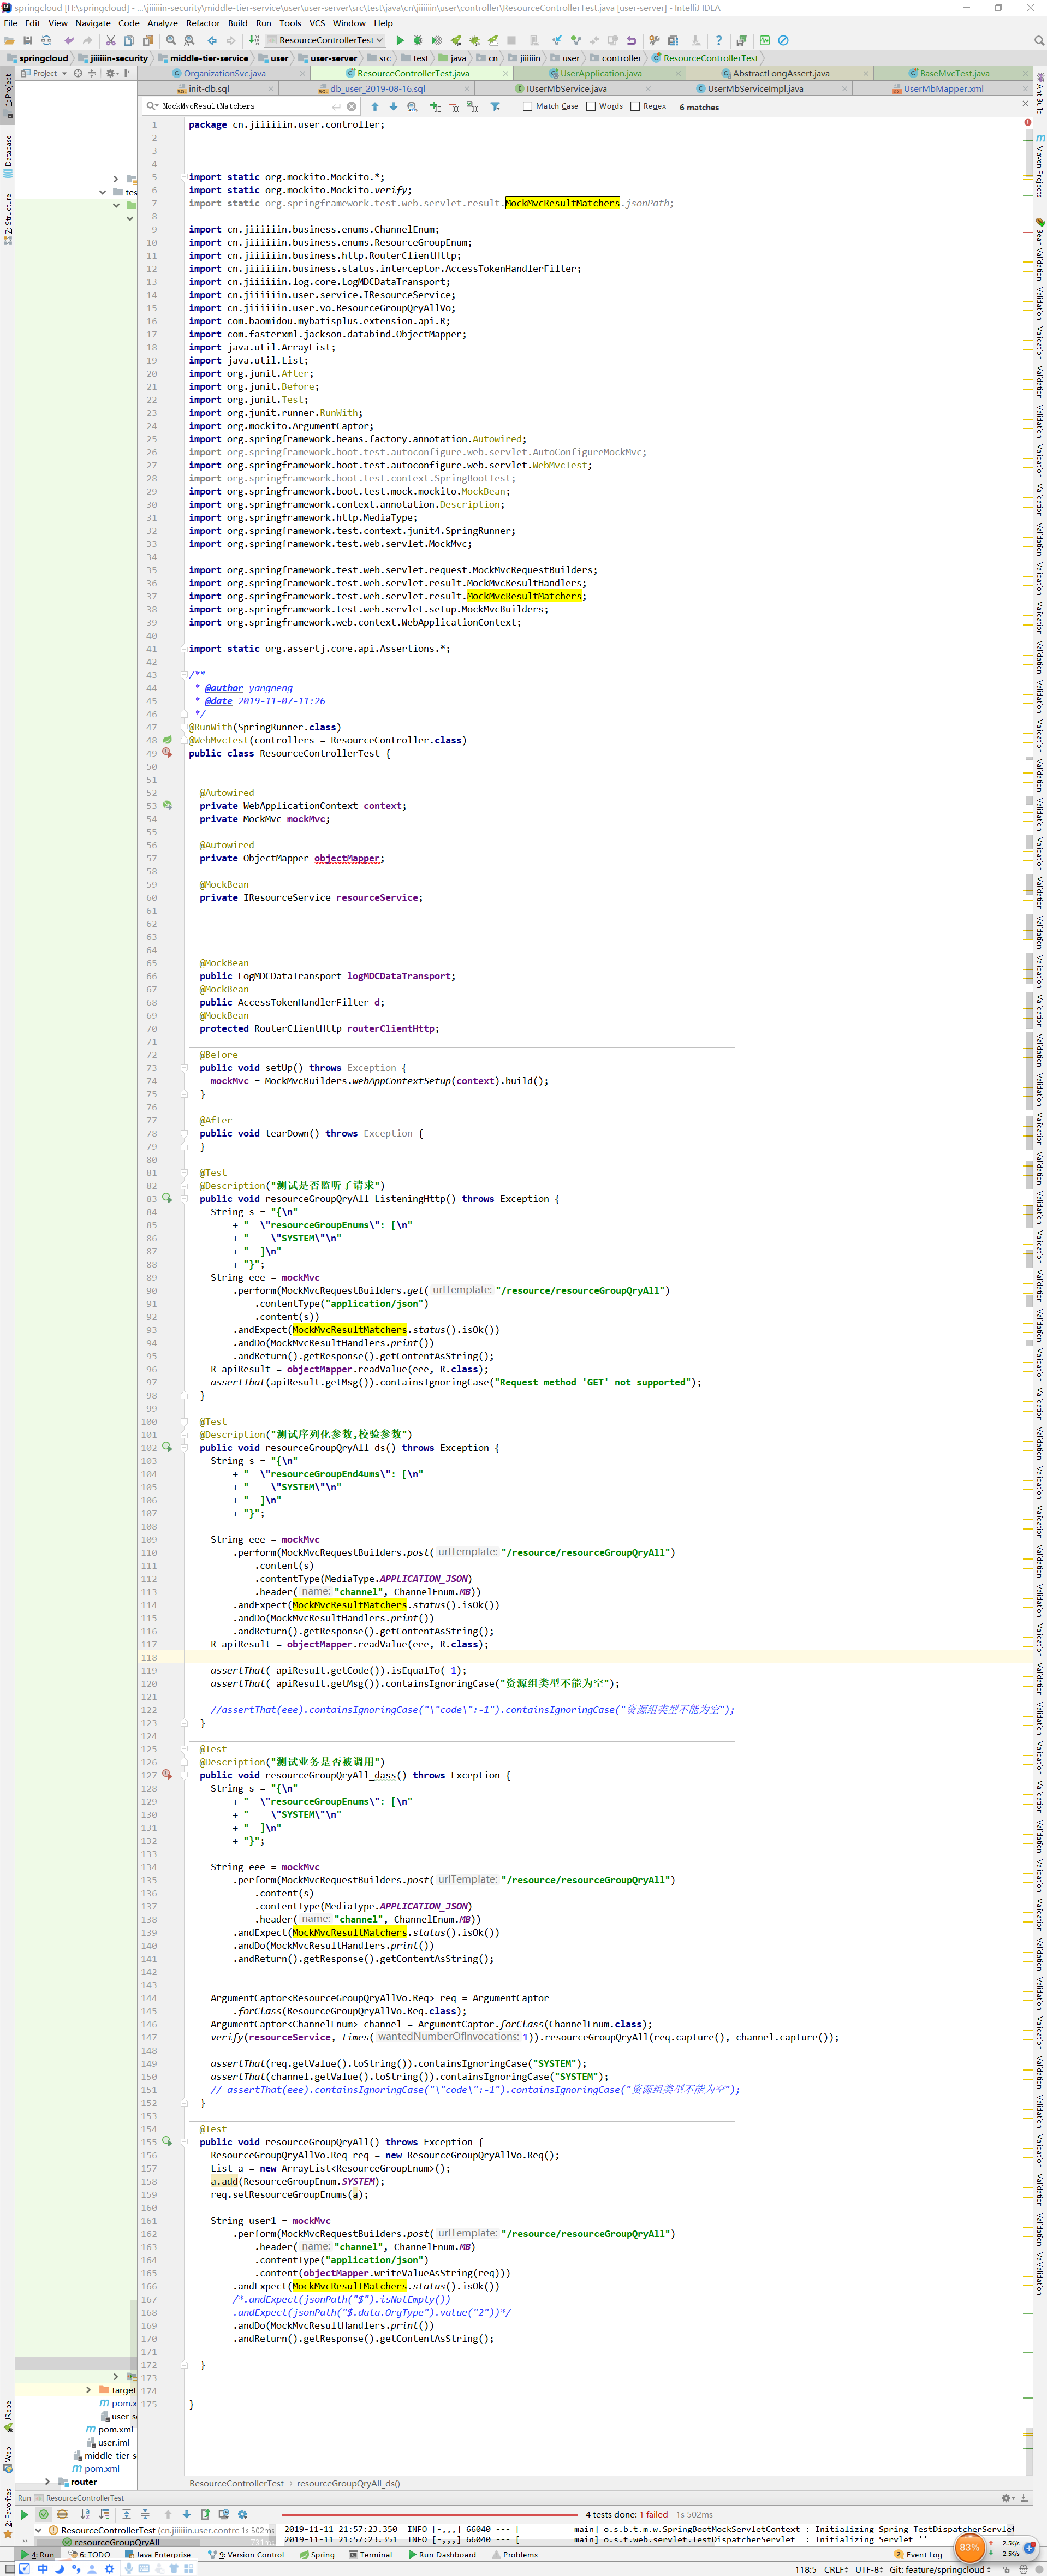 springcloud [H:\springcloud] - ...\jiiiiiin-security\middle-tier-service\user\user-server\src\test\java\cn\jiiiiiin\user\controller\ResourceControllerTest.java [user-server] - IntelliJ IDEA
File Edit View Navigate Code Analyze Refactor Build Run Tools VCS Window Help
ResourceControllerTest
springcloud jiiiiiin-security middle-tier-service user user-server src test java cn jiiiiiin user controller ResourceControllerTest
Project
OrganizationSvc.java ResourceControllerTest.java UserApplication.java AbstractLongAssert.java BaseMvcTest.java
init-db.sql db_user_2019-08-16.sql IUserMbService.java UserMbServiceImpl.java UserMbMapper.xml
MockMvcResultMatchers Match Case Words Regex 6 matches
1 package cn.jiiiiiin.user.controller;
2
3
4
5 import static org.mockito.Mockito.*;
6 import static org.mockito.Mockito.verify;
7 import static org.springframework.test.web.servlet.result.MockMvcResultMatchers.jsonPath;
8
9 import cn.jiiiiiin.business.enums.ChannelEnum;
10 import cn.jiiiiiin.business.enums.ResourceGroupEnum;
11 import cn.jiiiiiin.business.http.RouterClientHttp;
12 import cn.jiiiiiin.business.status.interceptor.AccessTokenHandlerFilter;
13 import cn.jiiiiiin.log.core.LogMDCDataTransport;
14 import cn.jiiiiiin.user.service.IResourceService;
15 import cn.jiiiiiin.user.vo.ResourceGroupQryAllVo;
16 import com.baomidou.mybatisplus.extension.api.R;
17 import com.fasterxml.jackson.databind.ObjectMapper;
18 import java.util.ArrayList;
19 import java.util.List;
20 import org.junit.After;
21 import org.junit.Before;
22 import org.junit.Test;
23 import org.junit.runner.RunWith;
24 import org.mockito.ArgumentCaptor;
25 import org.springframework.beans.factory.annotation.Autowired;
26 import org.springframework.boot.test.autoconfigure.web.servlet.AutoConfigureMockMvc;
27 import org.springframework.boot.test.autoconfigure.web.servlet.WebMvcTest;
28 import org.springframework.boot.test.context.SpringBootTest;
29 import org.springframework.boot.test.mock.mockito.MockBean;
30 import org.springframework.context.annotation.Description;
31 import org.springframework.http.MediaType;
32 import org.springframework.test.context.junit4.SpringRunner;
33 import org.springframework.test.web.servlet.MockMvc;
34
35 import org.springframework.test.web.servlet.request.MockMvcRequestBuilders;
36 import org.springframework.test.web.servlet.result.MockMvcResultHandlers;
37 import org.springframework.test.web.servlet.result.MockMvcResultMatchers;
38 import org.springframework.test.web.servlet.setup.MockMvcBuilders;
39 import org.springframework.web.context.WebApplicationContext;
40
41 import static org.assertj.core.api.Assertions.*;
42
43 /**
44 * @author yangneng
45 * @date 2019-11-07-11:26
46 */
47 @RunWith(SpringRunner.class)
48 @WebMvcTest(controllers = ResourceController.class)
49 public class ResourceControllerTest {
50
51
52 @Autowired
53 private WebApplicationContext context;
54 private MockMvc mockMvc;
55
56 @Autowired
57 private ObjectMapper objectMapper;
58
59 @MockBean
60 private IResourceService resourceService;
61
62
63
64
65 @MockBean
66 public LogMDCDataTransport logMDCDataTransport;
67 @MockBean
68 public AccessTokenHandlerFilter d;
69 @MockBean
70 protected RouterClientHttp routerClientHttp;
71
72 @Before
73 public void setUp() throws Exception {
74 mockMvc = MockMvcBuilders.webAppContextSetup(context).build();
75 }
76
77 @After
78 public void tearDown() throws Exception {
79 }
80
81 @Test
82 @Description("测试是否监听了请求")
83 public void resourceGroupQryAll_ListeningHttp() throws Exception {
84 String s = "{\n"
85 + " \"resourceGroupEnums\": [\n"
86 + " \"SYSTEM\"\n"
87 + " ]\n"
88 + "}";
89 String eee = mockMvc
90 .perform(MockMvcRequestBuilders.get( urlTemplate: "/resource/resourceGroupQryAll")
91 .contentType("application/json")
92 .content(s))
93 .andExpect(MockMvcResultMatchers.status().isOk())
94 .andDo(MockMvcResultHandlers.print())
95 .andReturn().getResponse().getContentAsString();
96 R apiResult = objectMapper.readValue(eee, R.class);
97 assertThat(apiResult.getMsg()).containsIgnoringCase("Request method 'GET' not supported");
98 }
99
100 @Test
101 @Description("测试序列化参数,校验参数")
102 public void resourceGroupQryAll_ds() throws Exception {
103 String s = "{\n"
104 + " \"resourceGroupEnd4ums\": [\n"
105 + " \"SYSTEM\"\n"
106 + " ]\n"
107 + "}";
108
109 String eee = mockMvc
110 .perform(MockMvcRequestBuilders.post( urlTemplate: "/resource/resourceGroupQryAll")
111 .content(s)
112 .contentType(MediaType.APPLICATION_JSON)
113 .header( name: "channel", ChannelEnum.MB))
114 .andExpect(MockMvcResultMatchers.status().isOk())
115 .andDo(MockMvcResultHandlers.print())
116 .andReturn().getResponse().getContentAsString();
117 R apiResult = objectMapper.readValue(eee, R.class);
118
119 assertThat( apiResult.getCode()).isEqualTo(-1);
120 assertThat( apiResult.getMsg()).containsIgnoringCase("资源组类型不能为空");
121
122 //assertThat(eee).containsIgnoringCase("\"code\":-1").containsIgnoringCase("资源组类型不能为空");
123 }
124
125 @Test
126 @Description("测试业务是否被调用")
127 public void resourceGroupQryAll_dass() throws Exception {
128 String s = "{\n"
129 + " \"resourceGroupEnums\": [\n"
130 + " \"SYSTEM\"\n"
131 + " ]\n"
132 + "}";
133
134 String eee = mockMvc
135 .perform(MockMvcRequestBuilders.post( urlTemplate: "/resource/resourceGroupQryAll")
136 .content(s)
137 .contentType(MediaType.APPLICATION_JSON)
138 .header( name: "channel", ChannelEnum.MB))
139 .andExpect(MockMvcResultMatchers.status().isOk())
140 .andDo(MockMvcResultHandlers.print())
141 .andReturn().getResponse().getContentAsString();
142
143
144 ArgumentCaptor<ResourceGroupQryAllVo.Req> req = ArgumentCaptor
145 .forClass(ResourceGroupQryAllVo.Req.class);
146 ArgumentCaptor<ChannelEnum> channel = ArgumentCaptor.forClass(ChannelEnum.class);
147 verify(resourceService, times( wantedNumberOfInvocations: 1)).resourceGroupQryAll(req.capture(), channel.capture());
148
149 assertThat(req.getValue().toString()).containsIgnoringCase("SYSTEM");
150 assertThat(channel.getValue().toString()).containsIgnoringCase("SYSTEM");
151 // assertThat(eee).containsIgnoringCase("\"code\":-1").containsIgnoringCase("资源组类型不能为空");
152 }
153
154 @Test
155 public void resourceGroupQryAll() throws Exception {
156 ResourceGroupQryAllVo.Req req = new ResourceGroupQryAllVo.Req();
157 List a = new ArrayList<ResourceGroupEnum>();
158 a.add(ResourceGroupEnum.SYSTEM);
159 req.setResourceGroupEnums(a);
160
161 String user1 = mockMvc
162 .perform(MockMvcRequestBuilders.post( urlTemplate: "/resource/resourceGroupQryAll")
163 .header( name: "channel", ChannelEnum.MB)
164 .contentType("application/json")
165 .content(objectMapper.writeValueAsString(req)))
166 .andExpect(MockMvcResultMatchers.status().isOk())
167 /*.andExpect(jsonPath("$").isNotEmpty())
168 .andExpect(jsonPath("$.data.OrgType").value("2"))*/
169 .andDo(MockMvcResultHandlers.print())
170 .andReturn().getResponse().getContentAsString();
171
172 }
173
174
175 }
1: Project
Database
Z: Structure
JRebel
Web
2: Favorites
tes
target
pom.x
user-se
pom.xml
user.iml
middle-tier-s
pom.xml
router
Ant Build
Maven Projects
Bean Validation
ResourceControllerTest › resourceGroupQryAll_ds()
Run ResourceControllerTest
4 tests done: 1 failed - 1s 502ms
ResourceControllerTest (cn.jiiiiiin.user.contrc 1s 502ms
resourceGroupQryAll
2019-11-11 21:57:23.350 INFO [-,,,] 66040 --- [ main] o.s.b.t.m.w.SpringBootMockServletContext : Initializing Spring TestDispatcherServlet
2019-11-11 21:57:23.351 INFO [-,,,] 66040 --- [ main] o.s.t.web.servlet.TestDispatcherServlet : Initializing Servlet ''
4: Run 6: TODO Java Enterprise 9: Version Control Spring Terminal Run Dashboard Problems 2 Event Log
83%
2.5K/s
2.5K/s
118:5 CRLF UTF-8 Git: feature/springcloud
中